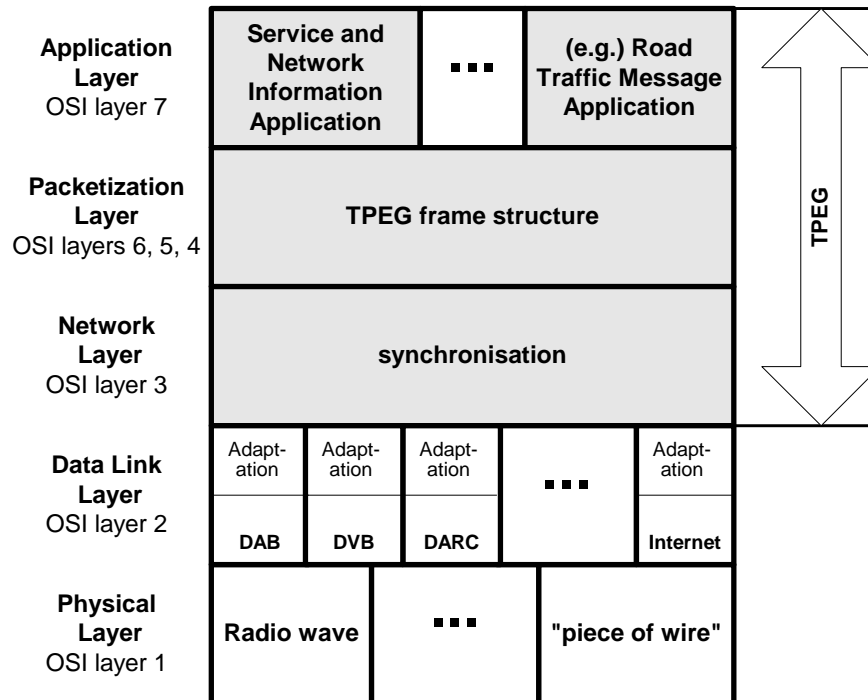 Application
Layer
OSI layer 7
Service and
Network
Information
Application
...
(e.g.) Road
Traffic Message
Application
TPEG
Packetization
Layer
OSI layers 6, 5, 4
TPEG frame structure
Network
Layer
OSI layer 3
synchronisation
Data Link
Layer
OSI layer 2
Adapt-
ation
DAB
Adapt-
ation
DVB
Adapt-
ation
DARC
...
Adapt-
ation
Internet
Physical
Layer
OSI layer 1
Radio wave
...
"piece of wire"